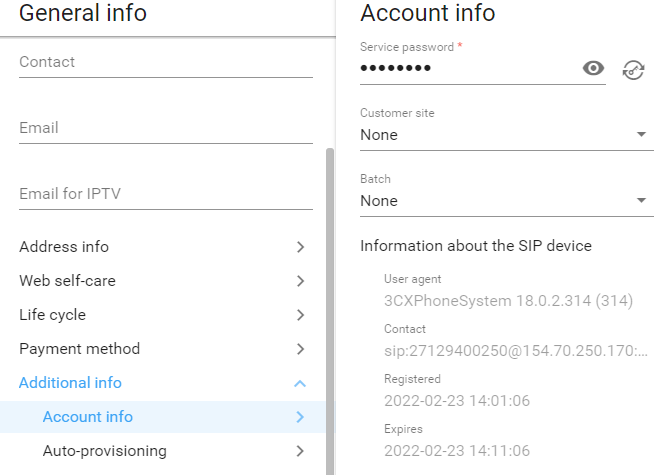 General info
Contact
Email
Email for IPTV
Address info
Web self-care
Life cycle
Payment method
Additional info
Account info
Auto-provisioning
Account info
Service password *
••••••••
Customer site
None
Batch
None
Information about the SIP device
User agent
3CXPhoneSystem 18.0.2.314 (314)
Contact
sip:27129400250@154.70.250.170:...
Registered
2022-02-23 14:01:06
Expires
2022-02-23 14:11:06